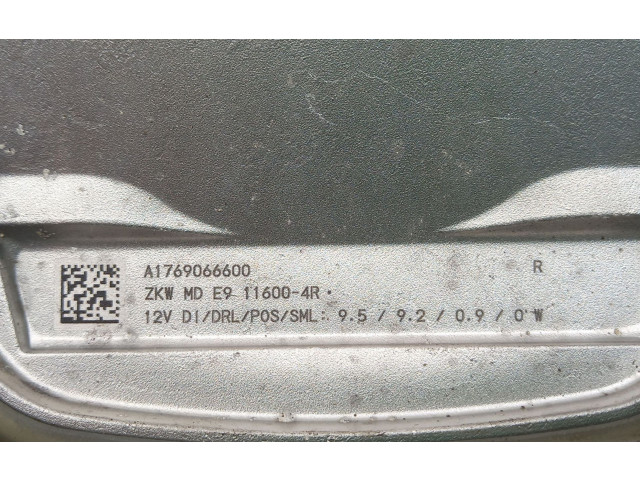 A1769066600 R
ZKW MD E9 11600-4R
12V DI/DRL/POS/SML: 9.5 / 9.2 / 0.9 / 0 W